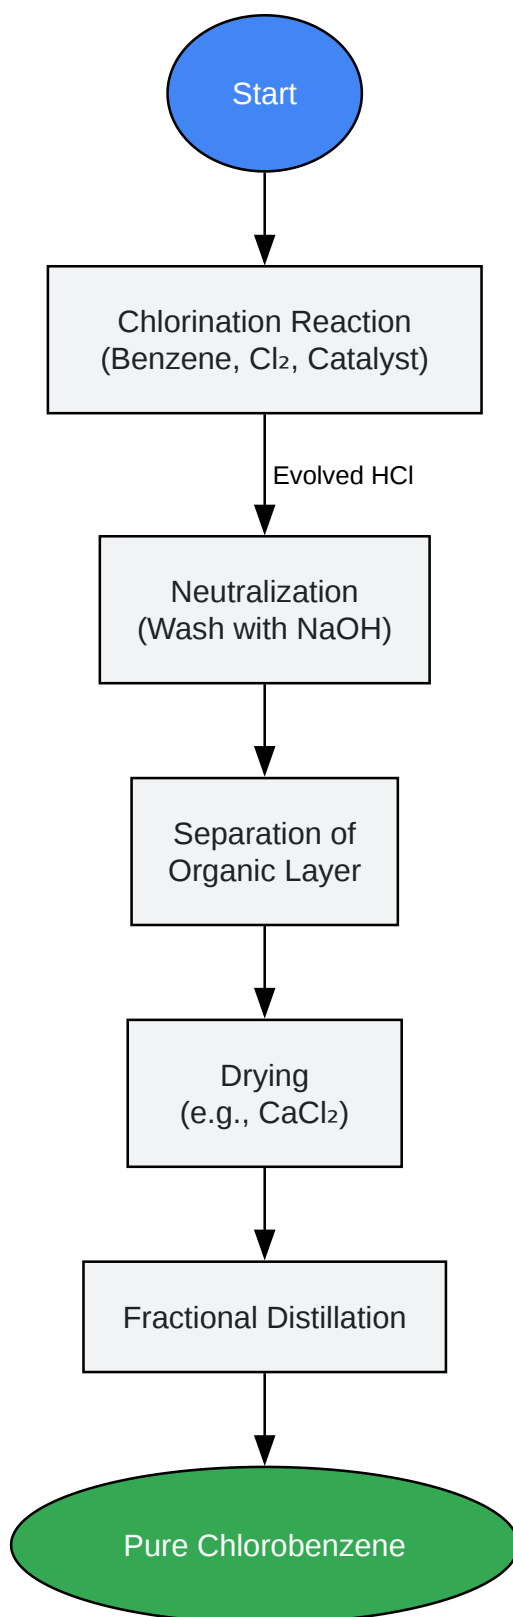 Start
Chlorination Reaction
(Benzene, Cl₂, Catalyst)
Evolved HCl
Neutralization
(Wash with NaOH)
Separation of
Organic Layer
Drying
(e.g., CaCl₂)
Fractional Distillation
Pure Chlorobenzene